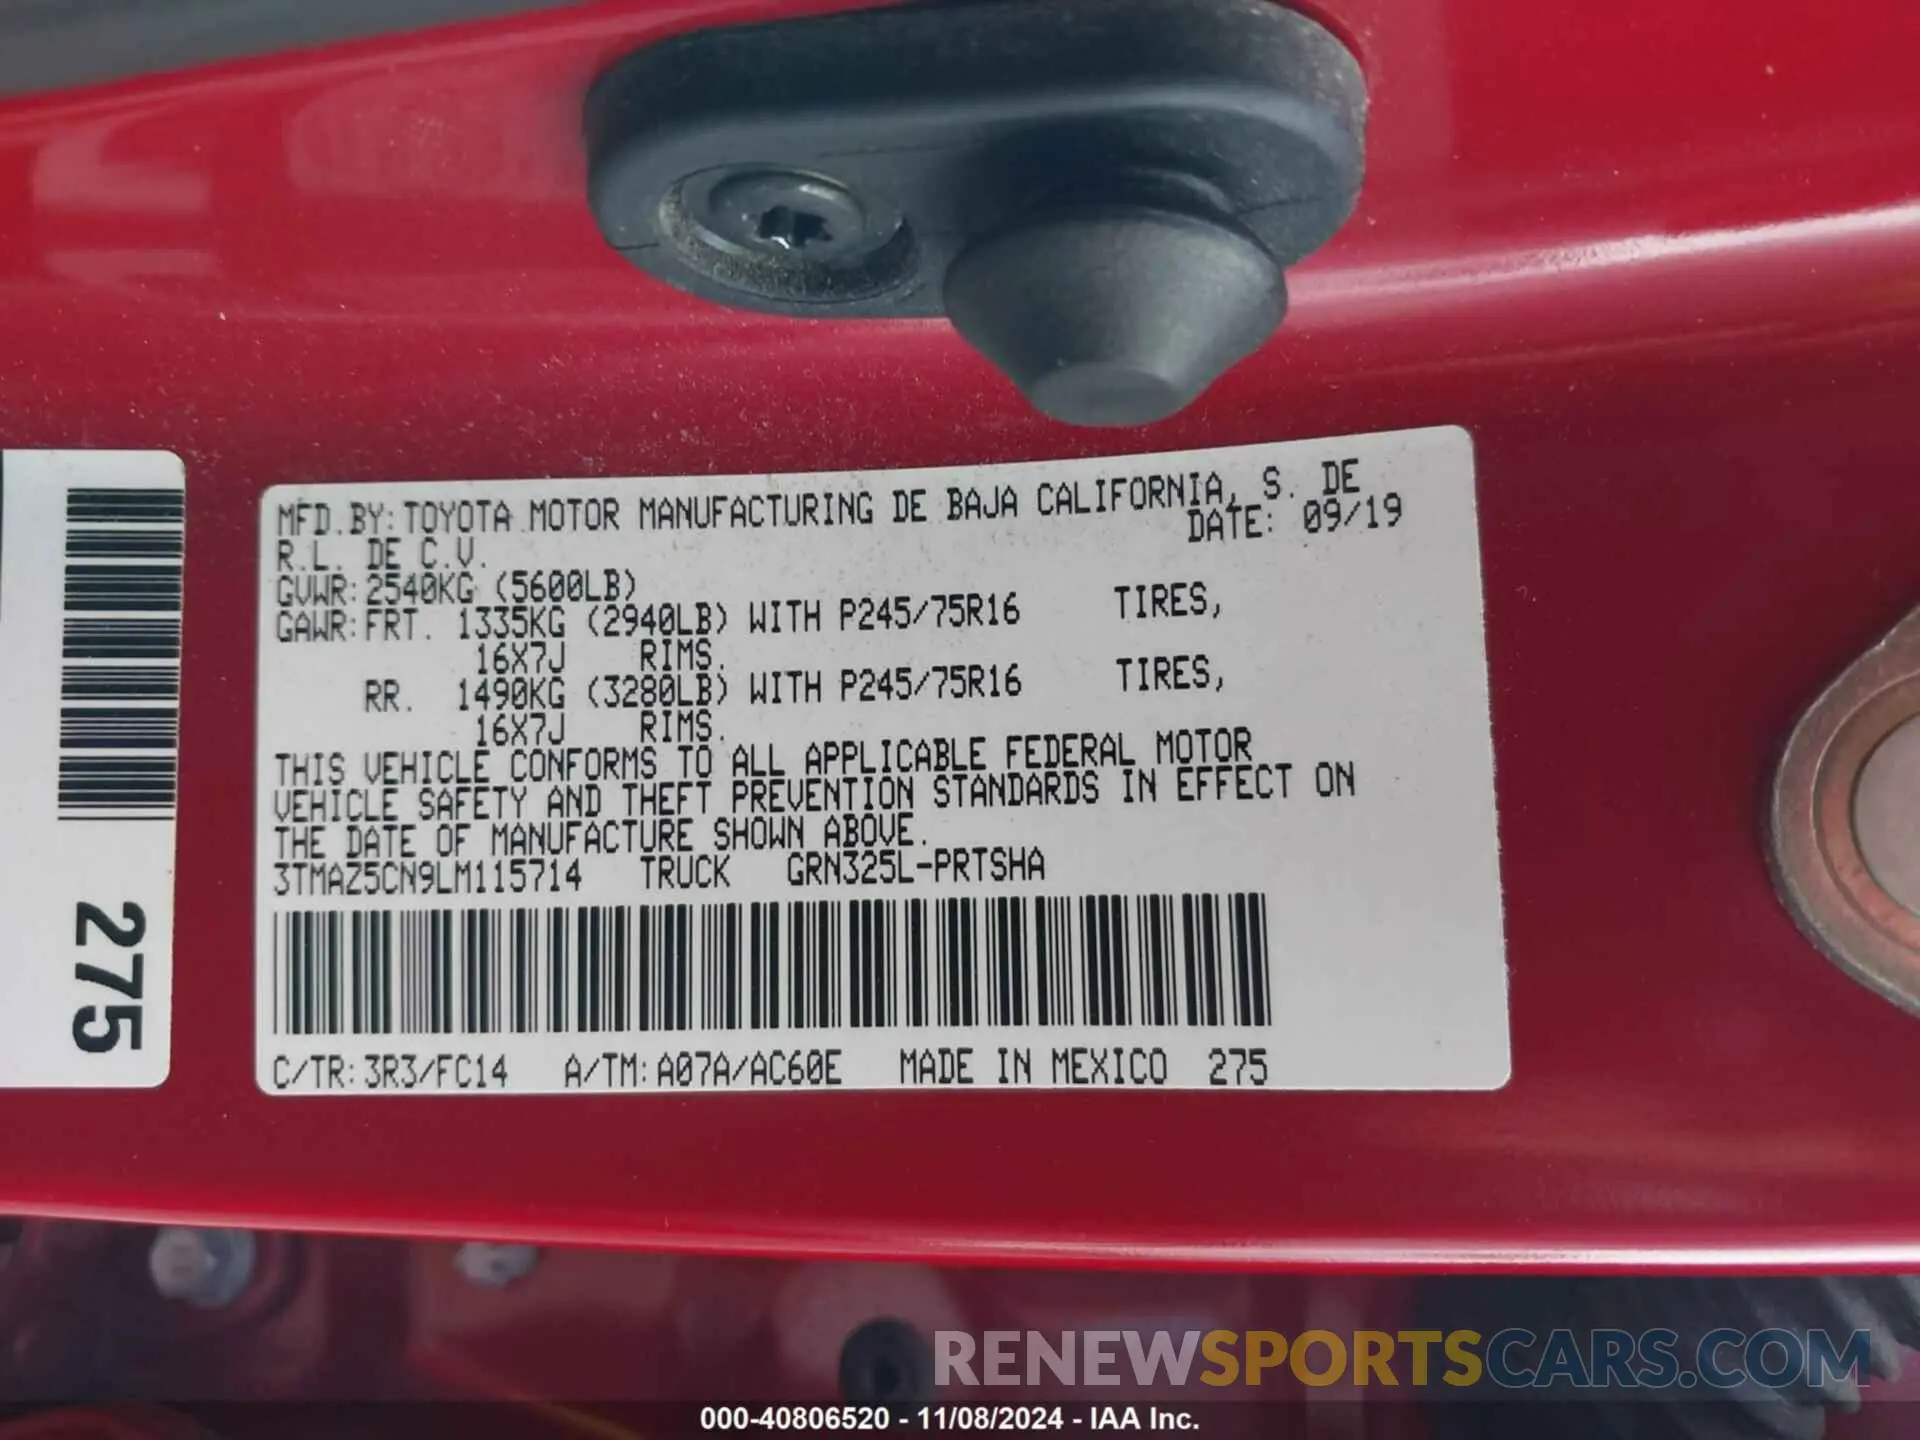 MFD.BY:TOYOTA MOTOR MANUFACTURING DE BAJA CALIFORNIA, S. DE
R.L. DE C.V. DATE: 09/19
GVWR:2540KG (5600LB)
GAWR:FRT. 1335KG (2940LB) WITH P245/75R16 TIRES,
16X7J RIMS.
RR. 1490KG (3280LB) WITH P245/75R16 TIRES,
16X7J RIMS.
THIS VEHICLE CONFORMS TO ALL APPLICABLE FEDERAL MOTOR
VEHICLE SAFETY AND THEFT PREVENTION STANDARDS IN EFFECT ON
THE DATE OF MANUFACTURE SHOWN ABOVE.
3TMAZ5CN9LM115714 TRUCK GRN325L-PRTSHA
C/TR:3R3/FC14 A/TM:A07A/AC60E MADE IN MEXICO 275
275
RENEWSPORTSCARS.COM
000-40806520 - 11/08/2024 - IAA Inc.